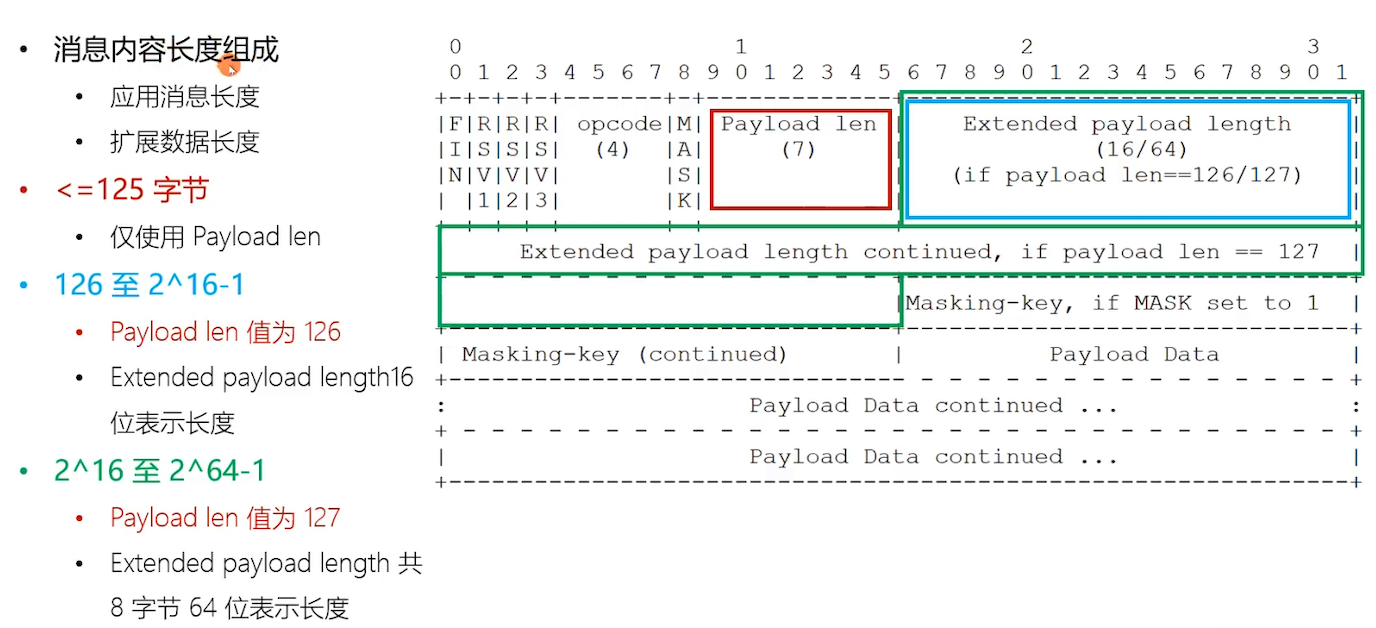 • 消息内容长度组成
• 应用消息长度
• 扩展数据长度
• <=125 字节
• 仅使用 Payload len
• 126 至 2^16-1
• Payload len 值为 126
• Extended payload length16
位表示长度
• 2^16 至 2^64-1
• Payload len 值为 127
• Extended payload length 共
8 字节 64 位表示长度
0 1 2 3
0 1 2 3 4 5 6 7 8 9 0 1 2 3 4 5 6 7 8 9 0 1 2 3 4 5 6 7 8 9 0 1
+-+-+-+-+-------+-+-------------+-------------------------------+
|F|R|R|R| opcode|M| Payload len | Extended payload length |
|I|S|S|S| (4) |A| (7) | (16/64) |
|N|V|V|V| |S| | (if payload len==126/127) |
| |1|2|3| |K| | |
Extended payload length continued, if payload len == 127 |
|Masking-key, if MASK set to 1 |
+-------------------------------+-------------------------------+
| Masking-key (continued) | Payload Data |
+-------------------------------- - - - - - - - - - - - - - - - +
: Payload Data continued ... :
+ - - - - - - - - - - - - - - - - - - - - - - - - - - - - - - - +
| Payload Data continued ... |
+---------------------------------------------------------------+